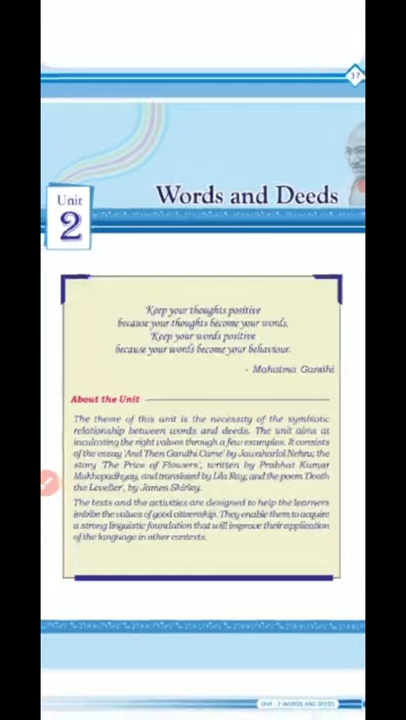 37
Unit
2
Words and Deeds
Keep your thoughts positive
because your thoughts become your words.
Keep your words positive
because your words become your behaviour.
- Mahatma Gandhi
About the Unit
The theme of this unit is the necessity of the symbiotic
relationship between words and deeds. The unit aims at
inculcating the right values through a few examples. It consists
of the essay 'And Then Gandhi Came' by Jawaharlal Nehru; the
story 'The Price of Flowers', written by Prabhat Kumar
Mukhopadhyay, and translated by Lila Ray; and the poem 'Death
the Leveller', by James Shirley.
The texts and the activities are designed to help the learners
imbibe the values of good citizenship. They enable them to acquire
a strong linguistic foundation that will improve their application
of the language in other contexts.
Unit - 2 WORDS AND DEEDS